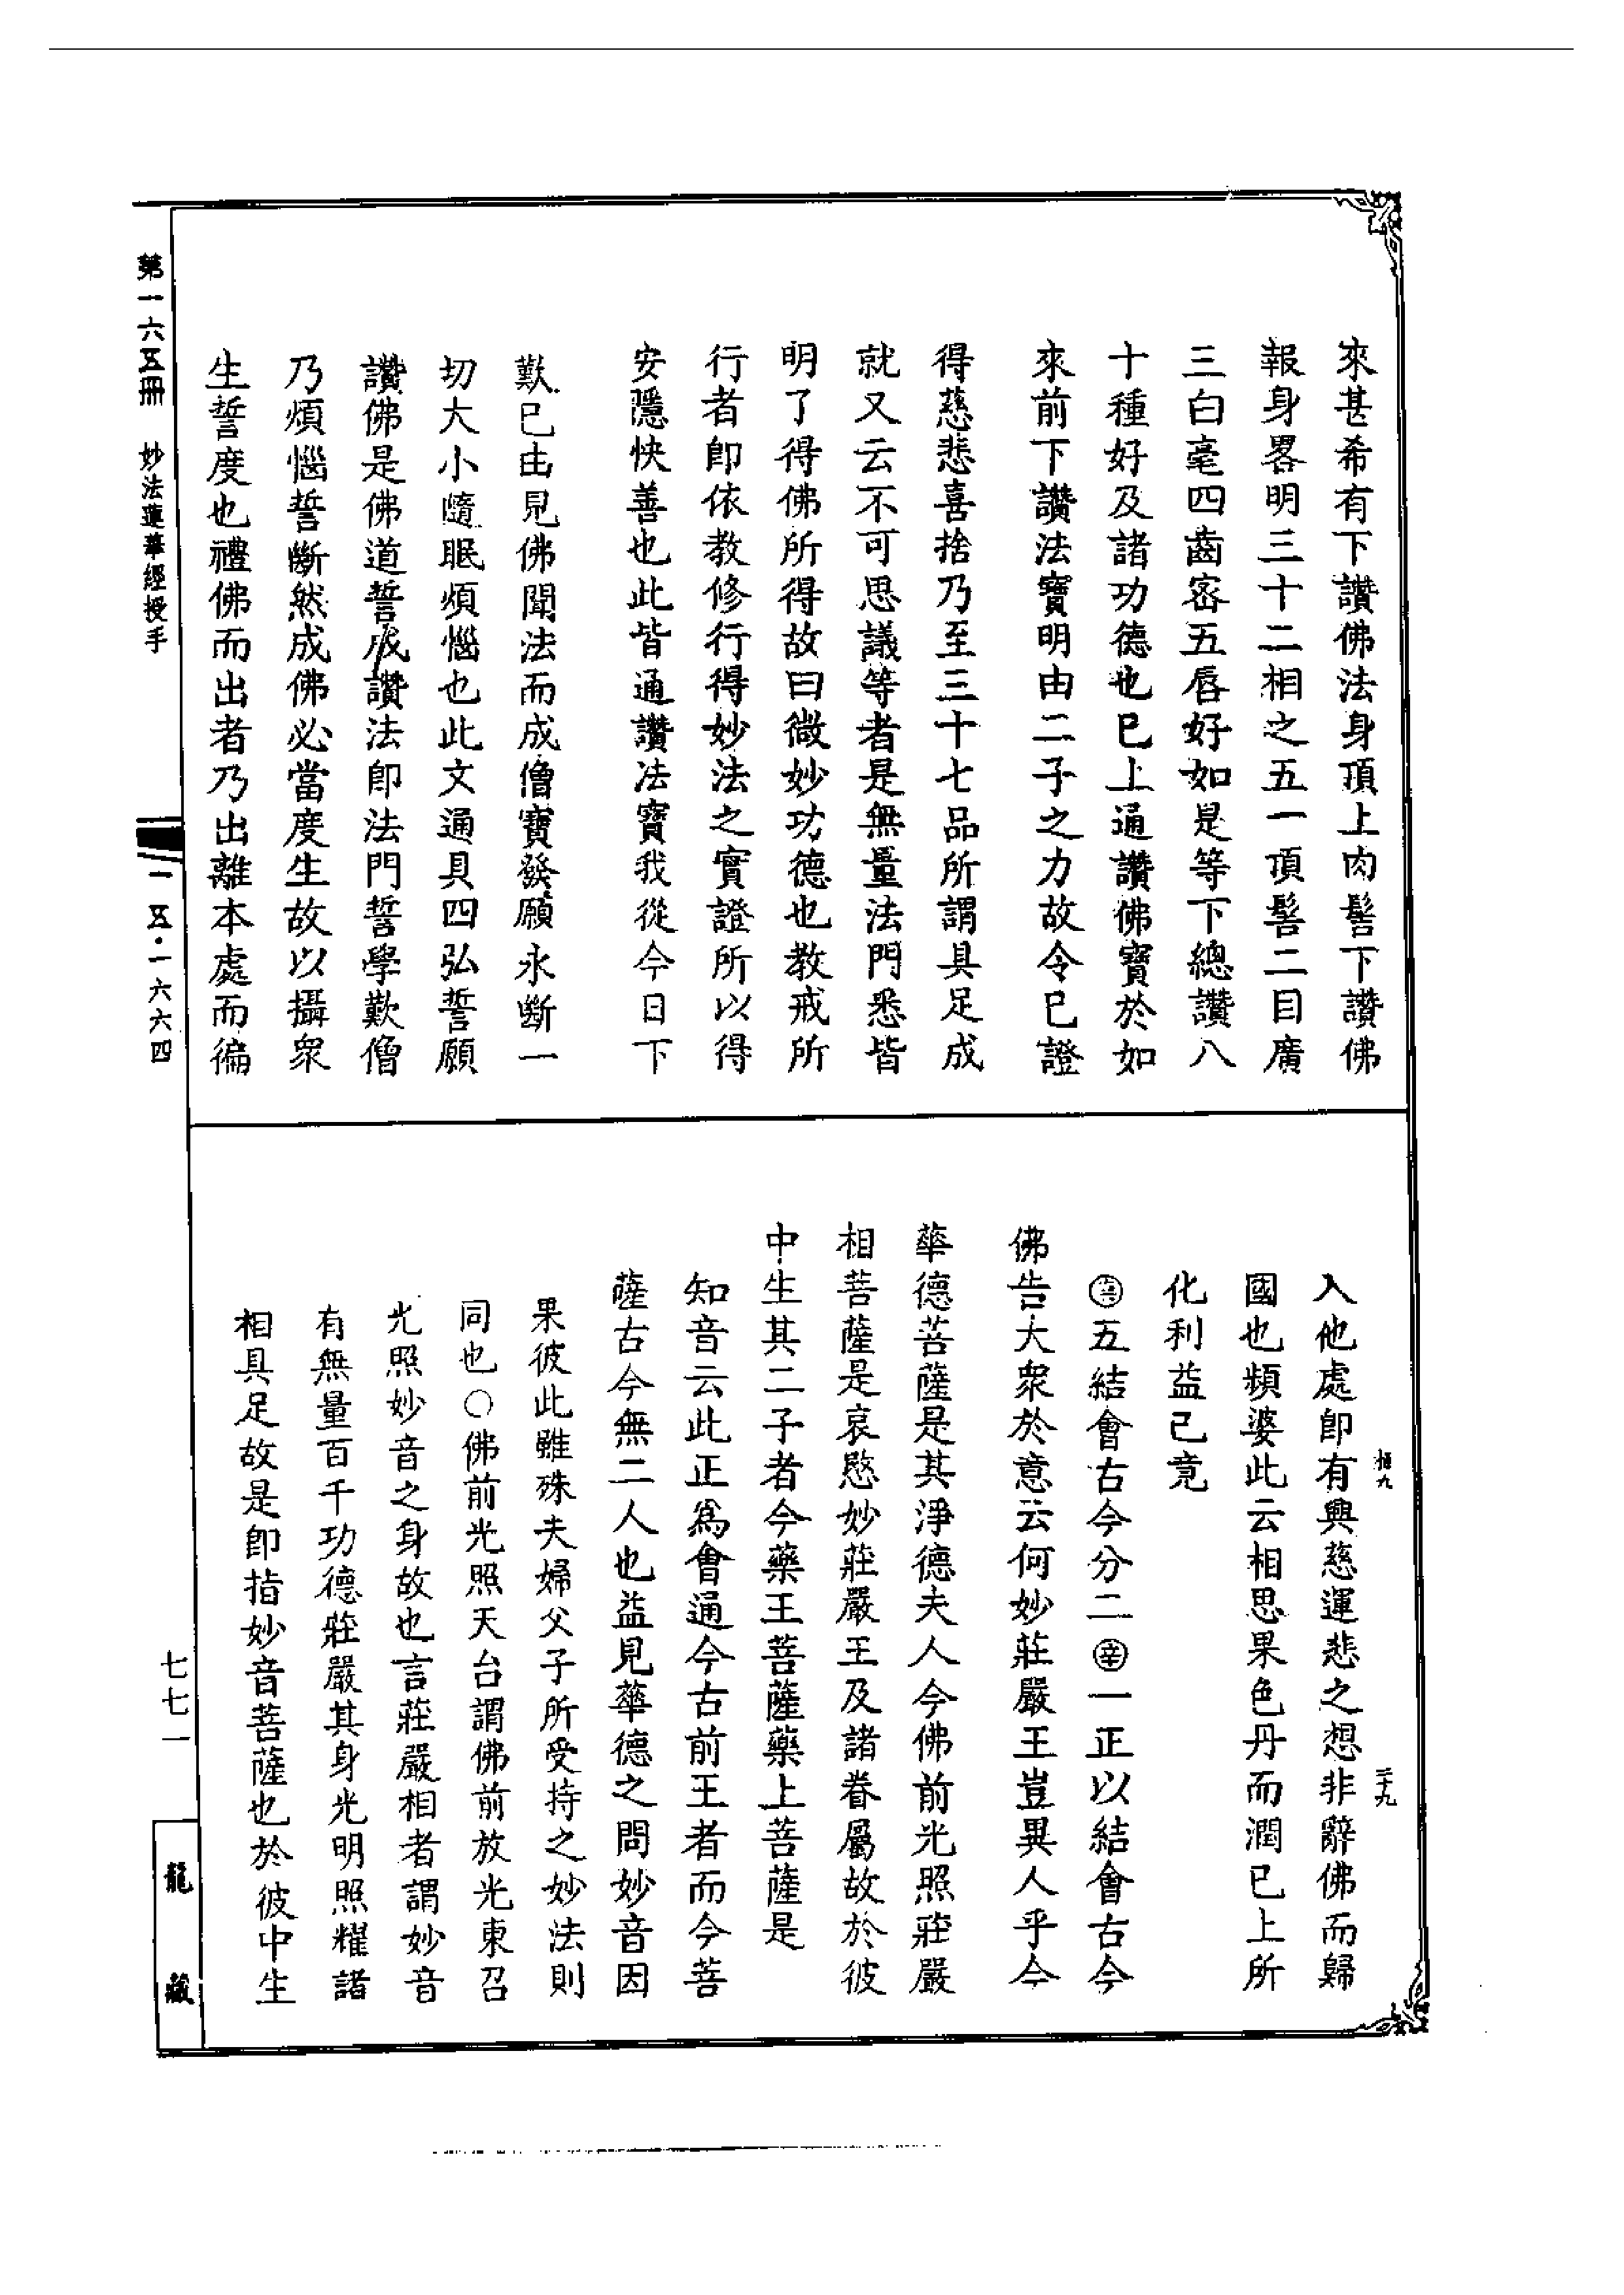 來甚希有下讚佛法身頂上肉髻下讚佛
報身畧明三十二相之五一頂髻二目廣
三白毫四齒密五唇好如是等下總讚八
十種好及諸功德也已上通讚佛寶於如
來前下讚法寶明由二子之力故令已證
得慈悲喜捨乃至三十七品所謂具足成
就又云不可思議等者是無量法門悉皆
明了得佛所得故曰微妙功德也教戒所
行者即依教修行得妙法之實證所以得
安隱快善也此皆通讚法寶我從今日下
歎已由見佛聞法而成僧寶發願永斷一
切大小隨眠煩惱也此文通具四弘誓願
讚佛是佛道誓成讚法即法門誓學歎僧
乃煩惱誓斷然成佛必當度生故以攝衆
生誓度也禮佛而出者乃出離本處而徧
入他處即有興慈運悲之想非辭佛而歸
國也頻婆此云相思果色丹而潤已上所
化利益已竟
五結會古今分二㊛一正以結會古今
佛告大衆於意云何妙莊嚴王豈異人乎今
華德菩薩是其淨德夫人今佛前光照莊嚴
相菩薩是哀愍妙莊嚴王及諸眷屬故於彼
中生其二子者今藥王菩薩藥上菩薩是
知音云此正爲會通今古前王者而今菩
薩古今無二人也益見華德之問妙音因
果彼此雖殊夫婦父子所受持之妙法則
同也○佛前光照天台謂佛前放光東召
光照妙音之身故也言莊嚴相者謂妙音
有無量百千功德莊嚴其身光明照耀諸
相具足故是即指妙音菩薩也於彼中生
第一六五冊 妙法蓮華經授手
一五·一六六四
七七一
龍藏
三十九